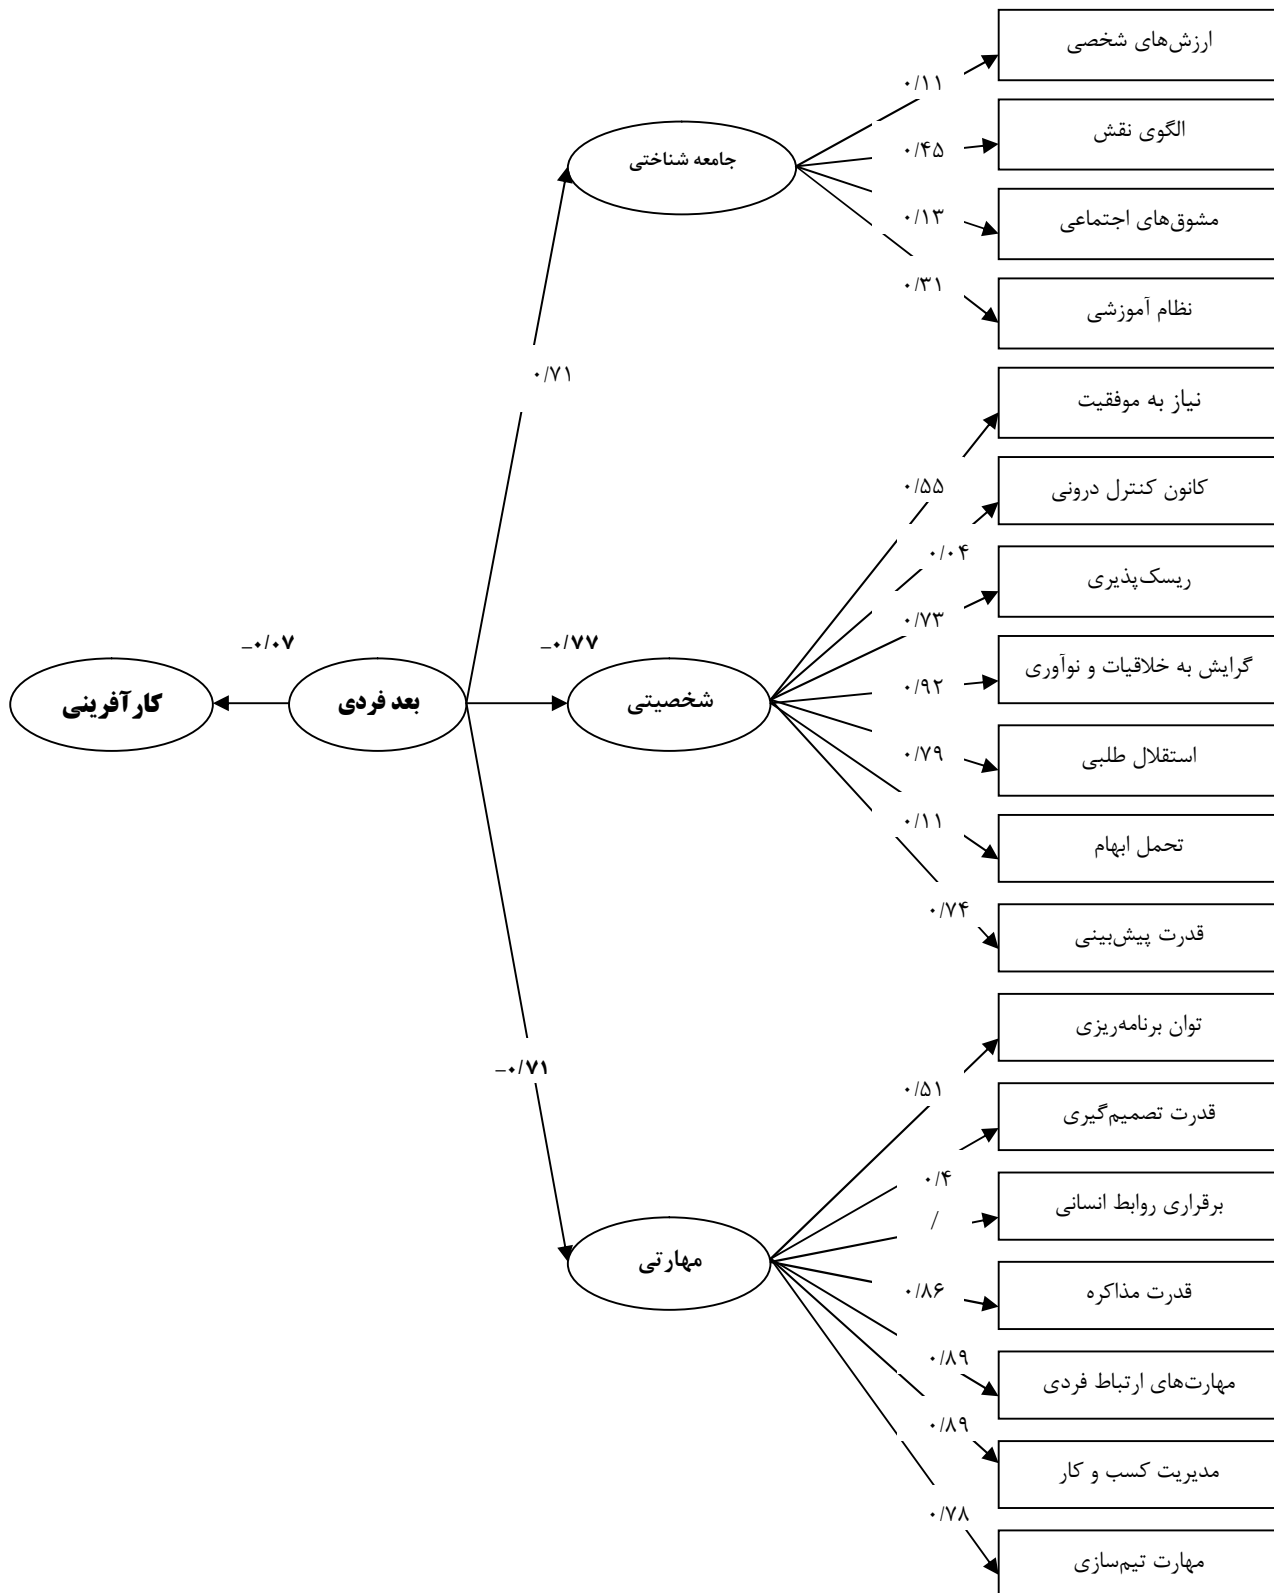 ارزش‌های شخصی
۰/۱۱
الگوی نقش
۰/۴۵
جامعه شناختی
مشوق‌های اجتماعی
۰/۱۳
نظام آموزشی
۰/۳۱
۰/۷۱
نیاز به موفقیت
۰/۵۵
کانون کنترل درونی
۰/۰۴
ریسک‌پذیری
۰/۷۳
گرایش به خلاقیات و نوآوری
۰/۹۲
–۰/۷۷
–۰/۰۷
شخصیتی
بعد فردی
کارآفرینی
استقلال طلبی
۰/۷۹
تحمل ابهام
۰/۱۱
قدرت پیش‌بینی
۰/۷۴
توان برنامه‌ریزی
–۰/۷۱
۰/۵۱
قدرت تصمیم‌گیری
۰/۴
برقراری روابط انسانی
/
مهارتی
قدرت مذاکره
۰/۸۶
مهارت‌های ارتباط فردی
۰/۸۹
مدیریت کسب و کار
۰/۸۹
مهارت تیم‌سازی
۰/۷۸